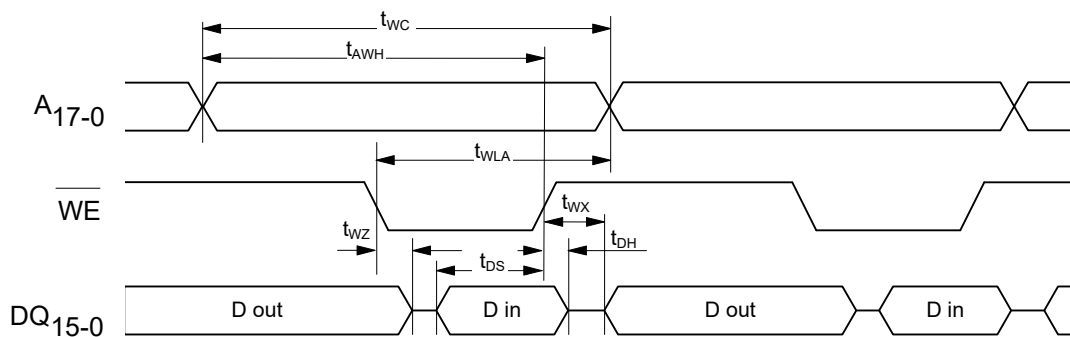 tWC
tAWH
A17-0
tWLA
WE
tWX
tWZ
tDH
tDS
DQ15-0 D out D in D out D in